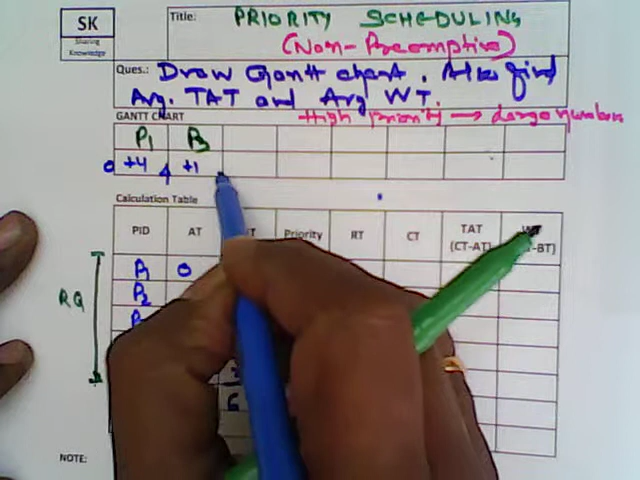 SK
Sharing
Knowledge
Title: PRIORITY SCHEDULING
(Non-Preemptive)
Ques.: Draw Gantt chart. Also find
Avg. TAT and Avg WT.
GANTT CHART High priority → Large number
P1 P3
0 +4 4 +1
Calculation Table
PID AT Priority RT CT TAT
(CT-AT) -BT)
P1 0
P2
RQ
NOTE: